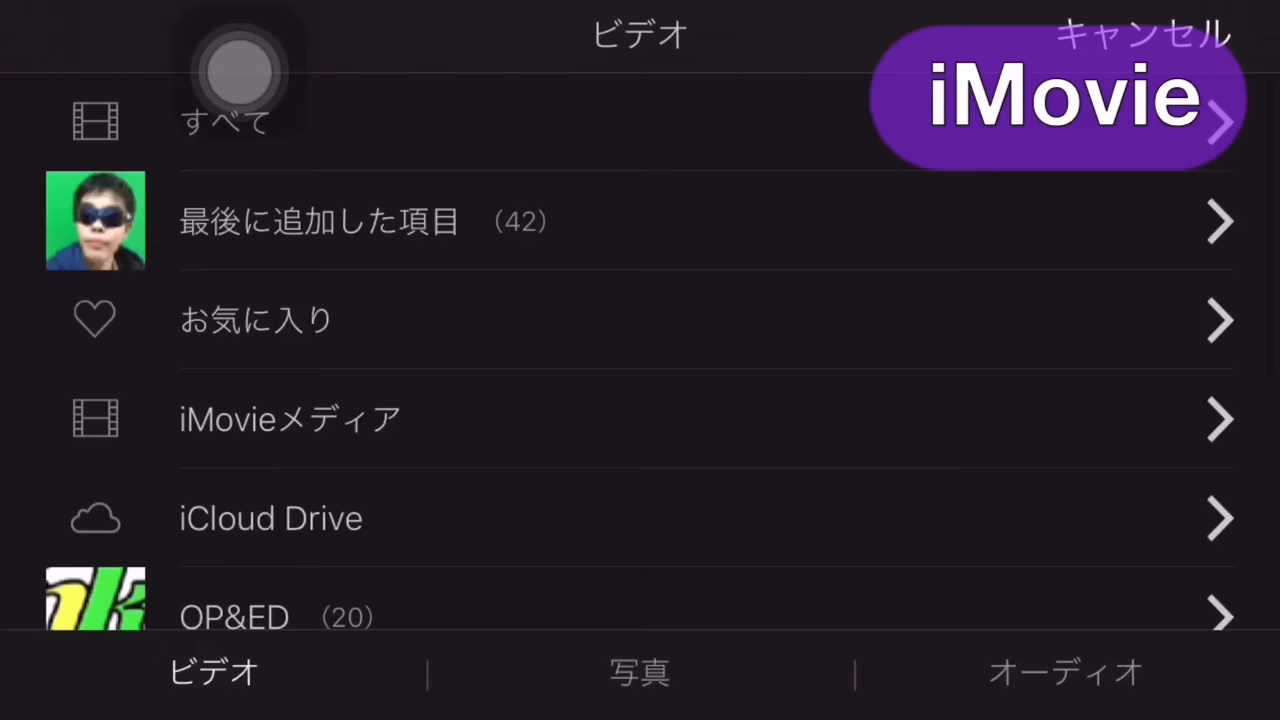 ビデオ
キャンセル
iMovie
すべて
最後に追加した項目 （42）
お気に入り
iMovieメディア
iCloud Drive
OP&ED （20）
ビデオ
写真
オーディオ